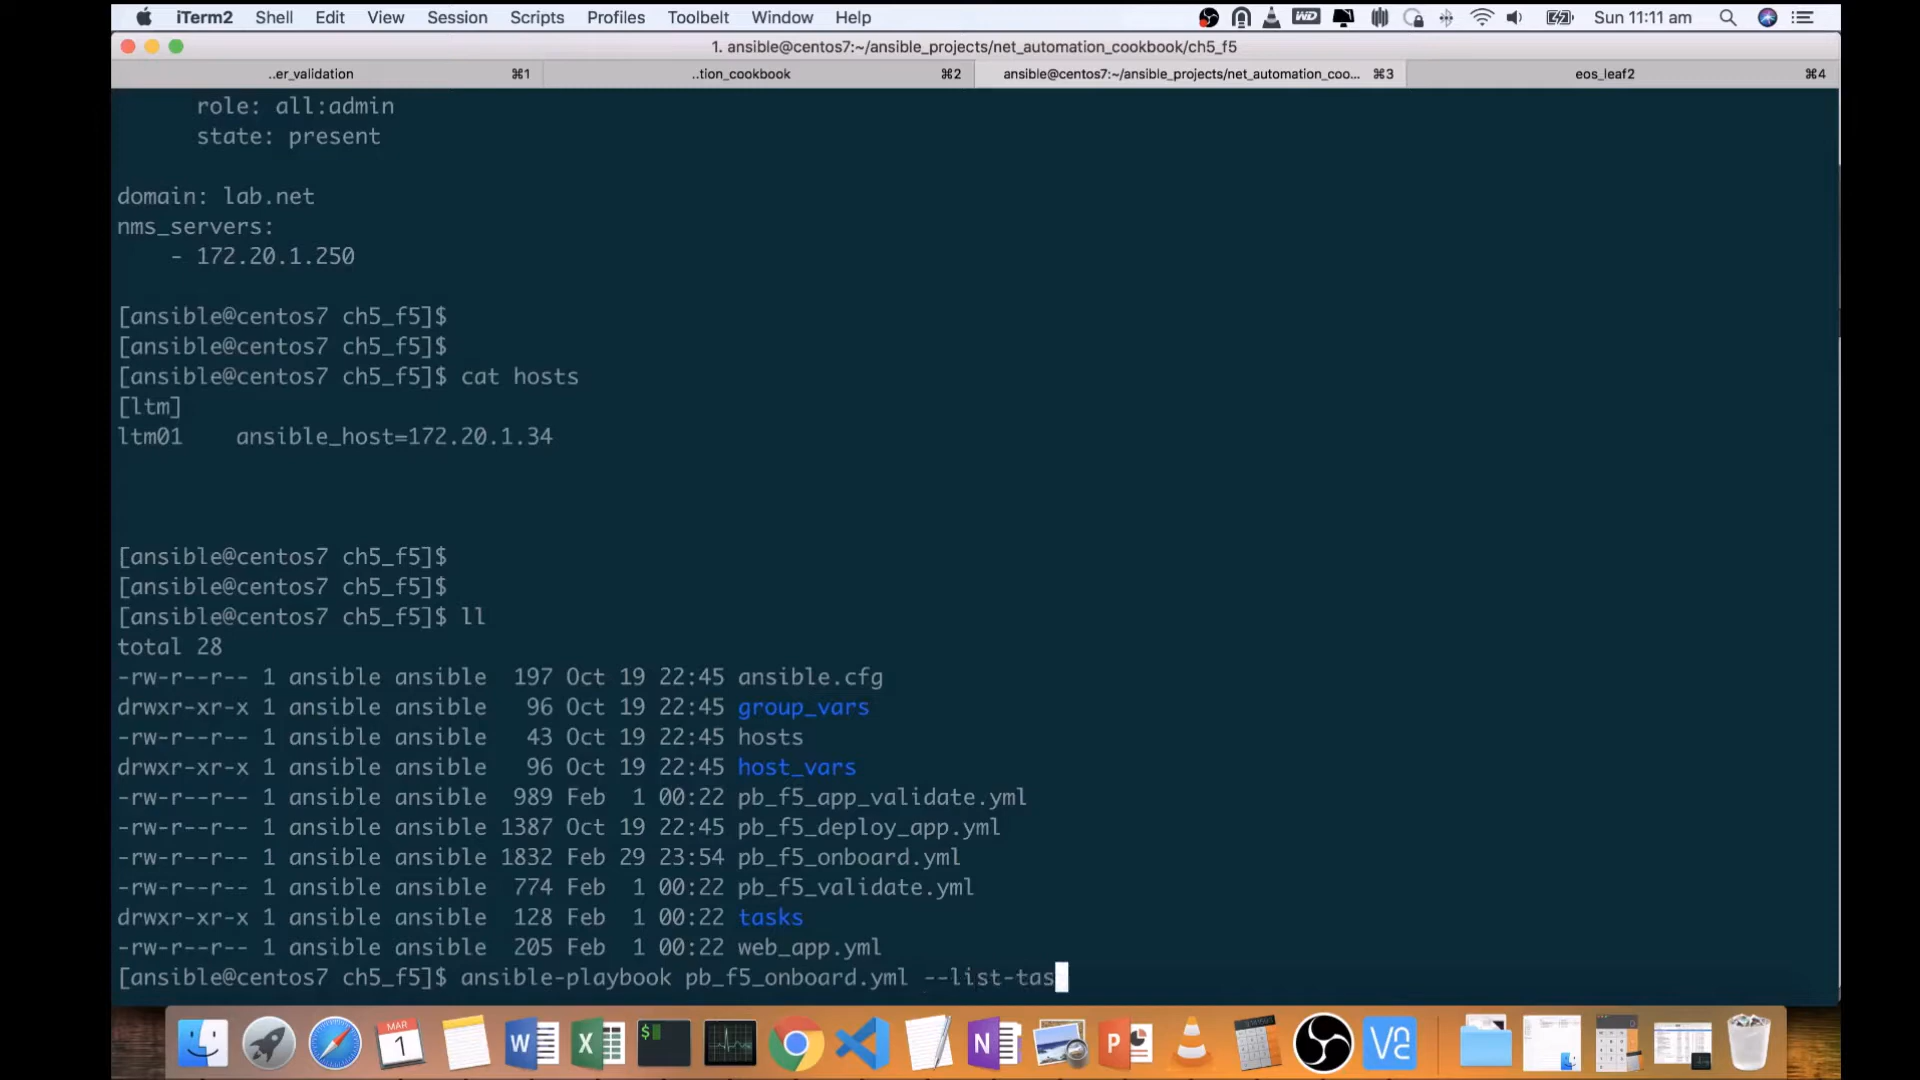 iTerm2 Shell Edit View Session Scripts Profiles Toolbelt Window Help WD Sun 11:11 am
1. ansible@centos7:~/ansible_projects/net_automation_cookbook/ch5_f5
..er_validation ⌘1 ..tion_cookbook ⌘2 ansible@centos7:~/ansible_projects/net_automation_coo... ⌘3 eos_leaf2 ⌘4
role: all:admin
state: present
domain: lab.net
nms_servers:
- 172.20.1.250
[ansible@centos7 ch5_f5]$
[ansible@centos7 ch5_f5]$
[ansible@centos7 ch5_f5]$ cat hosts
[ltm]
ltm01 ansible_host=172.20.1.34
[ansible@centos7 ch5_f5]$
[ansible@centos7 ch5_f5]$
[ansible@centos7 ch5_f5]$ ll
total 28
-rw-r--r-- 1 ansible ansible 197 Oct 19 22:45 ansible.cfg
drwxr-xr-x 1 ansible ansible 96 Oct 19 22:45 group_vars
-rw-r--r-- 1 ansible ansible 43 Oct 19 22:45 hosts
drwxr-xr-x 1 ansible ansible 96 Oct 19 22:45 host_vars
-rw-r--r-- 1 ansible ansible 989 Feb 1 00:22 pb_f5_app_validate.yml
-rw-r--r-- 1 ansible ansible 1387 Oct 19 22:45 pb_f5_deploy_app.yml
-rw-r--r-- 1 ansible ansible 1832 Feb 29 23:54 pb_f5_onboard.yml
-rw-r--r-- 1 ansible ansible 774 Feb 1 00:22 pb_f5_validate.yml
drwxr-xr-x 1 ansible ansible 128 Feb 1 00:22 tasks
-rw-r--r-- 1 ansible ansible 205 Feb 1 00:22 web_app.yml
[ansible@centos7 ch5_f5]$ ansible-playbook pb_f5_onboard.yml --list-tas
MAR 1 W X $ N P